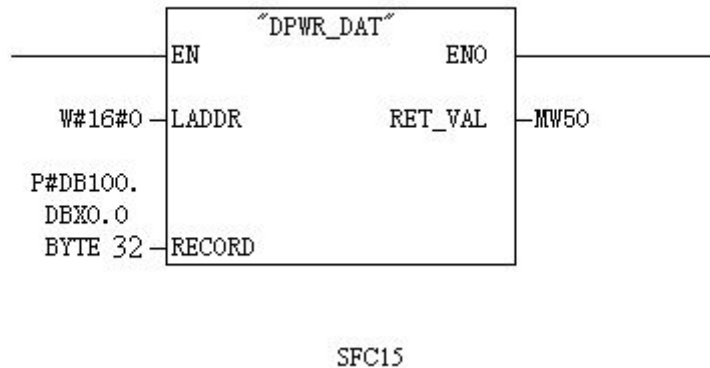 "DPWR_DAT"
EN ENO
W#16#0 LADDR RET_VAL MW50
P#DB100.
DBX0.0
BYTE 32 RECORD
SFC15